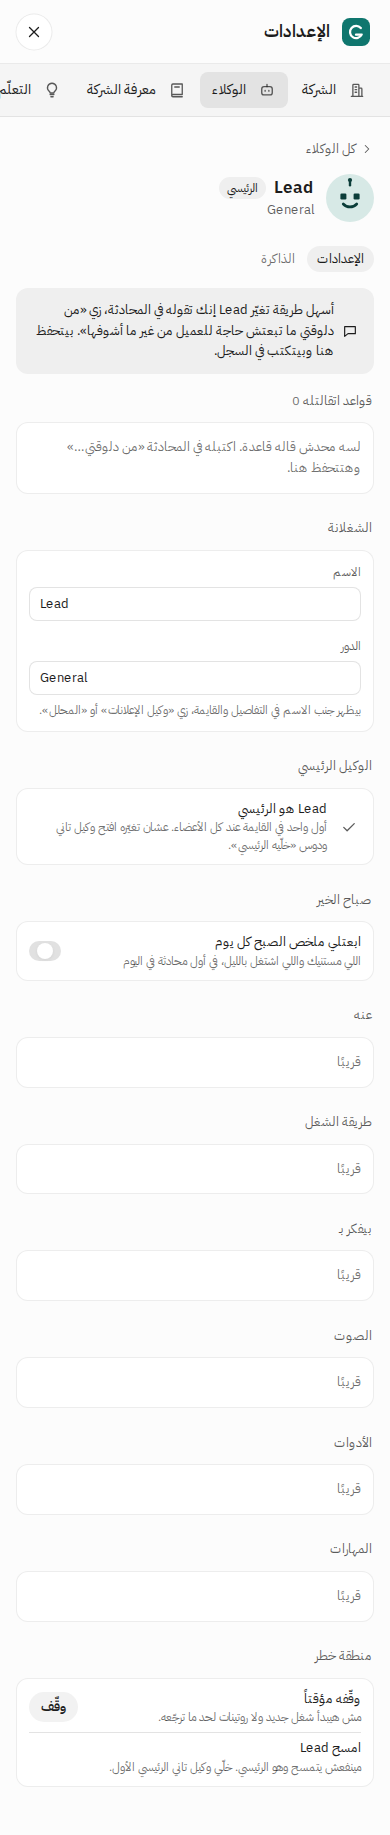 الإعدادات
الشركة
الوكلاء
معرفة الشركة
التعلّم
كل الوكلاء
Lead الرئيسي
General
الإعدادات
الذاكرة
أسهل طريقة تغيّر Lead إنك تقوله في المحادثة، زي «من
دلوقتي ما تبعتش حاجة للعميل من غير ما أشوفها». بيتحفظ
هنا وبيتكتب في السجل.
قواعد اتقالتله 0
لسه محدش قاله قاعدة. اكتبله في المحادثة «من دلوقتي…»
وهتتحفظ هنا.
الشغلانة
الاسم
Lead
الدور
General
بيظهر جنب الاسم في التفاصيل والقايمة، زي «وكيل الإعلانات» أو «المحلل».
الوكيل الرئيسي
Lead هو الرئيسي
أول واحد في القايمة عند كل الأعضاء. عشان تغيّره افتح وكيل تاني
ودوس «خلّيه الرئيسي».
صباح الخير
ابعتلي ملخص الصبح كل يوم
اللي مستنيك واللي اشتغل بالليل، في أول محادثة في اليوم
عنه
قريبًا
طريقة الشغل
قريبًا
بيفكر بـ
قريبًا
الصوت
قريبًا
الأدوات
قريبًا
المهارات
قريبًا
منطقة خطر
وقّفه مؤقتاً
مش هيبدأ شغل جديد ولا روتينات لحد ما ترجّعه.
وقّف
امسح Lead
مينفعش يتمسح وهو الرئيسي. خلّي وكيل تاني الرئيسي الأول.